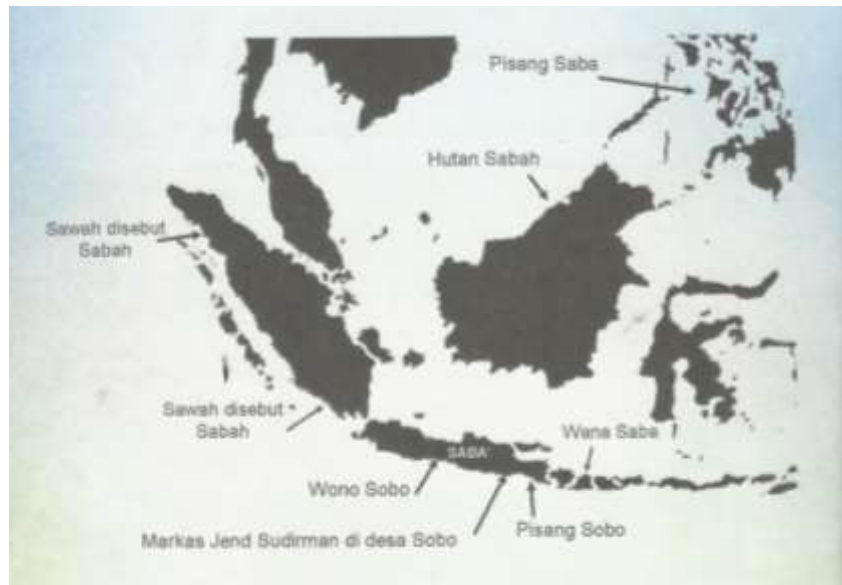 Pisang Saba
Hutan Sabah
Sawah disebut
Sabah
Sawah disebut
Sabah
Wana Saba
SABA'
Wono Sobo
Markas Jend Sudirman di desa Sobo
Pisang Sobo